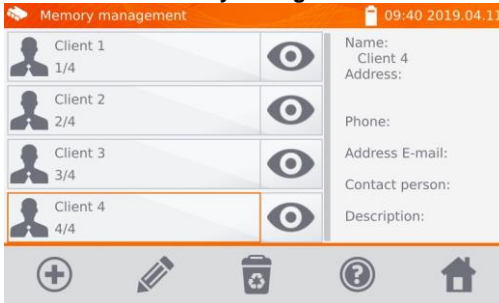 Memory management 09:40 2019.04.11
Client 1
1/4
Client 2
2/4
Client 3
3/4
Client 4
4/4
Name:
Client 4
Address:
Phone:
Address E-mail:
Contact person:
Description: